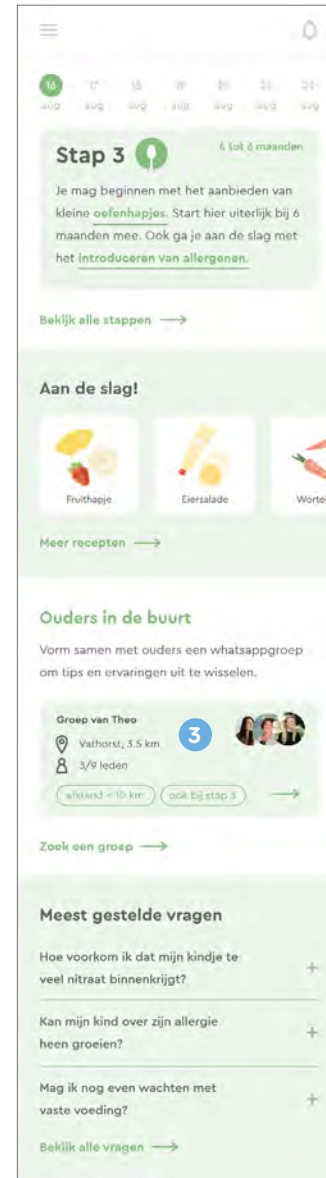 16 17 18 19 20 21 22
aug aug aug aug aug aug aug
Stap 3
4 tot 6 maanden
Je mag beginnen met het aanbieden van
kleine oefenhapjes. Start hier uiterlijk bij 6
maanden mee. Ook ga je aan de slag met
het introduceren van allergenen.
Bekijk alle stappen
Aan de slag!
Fruithapje
Eiersalade
Worte
Meer recepten
Ouders in de buurt
Vorm samen met ouders een whatsappgroep
om tips en ervaringen uit te wisselen.
Groep van Theo
Vathorst, 3.5 km
3
3/9 leden
afstand < 10 km
ook bij stap 3
Zoek een groep
Meest gestelde vragen
Hoe voorkom ik dat mijn kindje te
veel nitraat binnenkrijgt?
Kan mijn kind over zijn allergie
heen groeien?
Mag ik nog even wachten met
vaste voeding?
Bekijk alle vragen